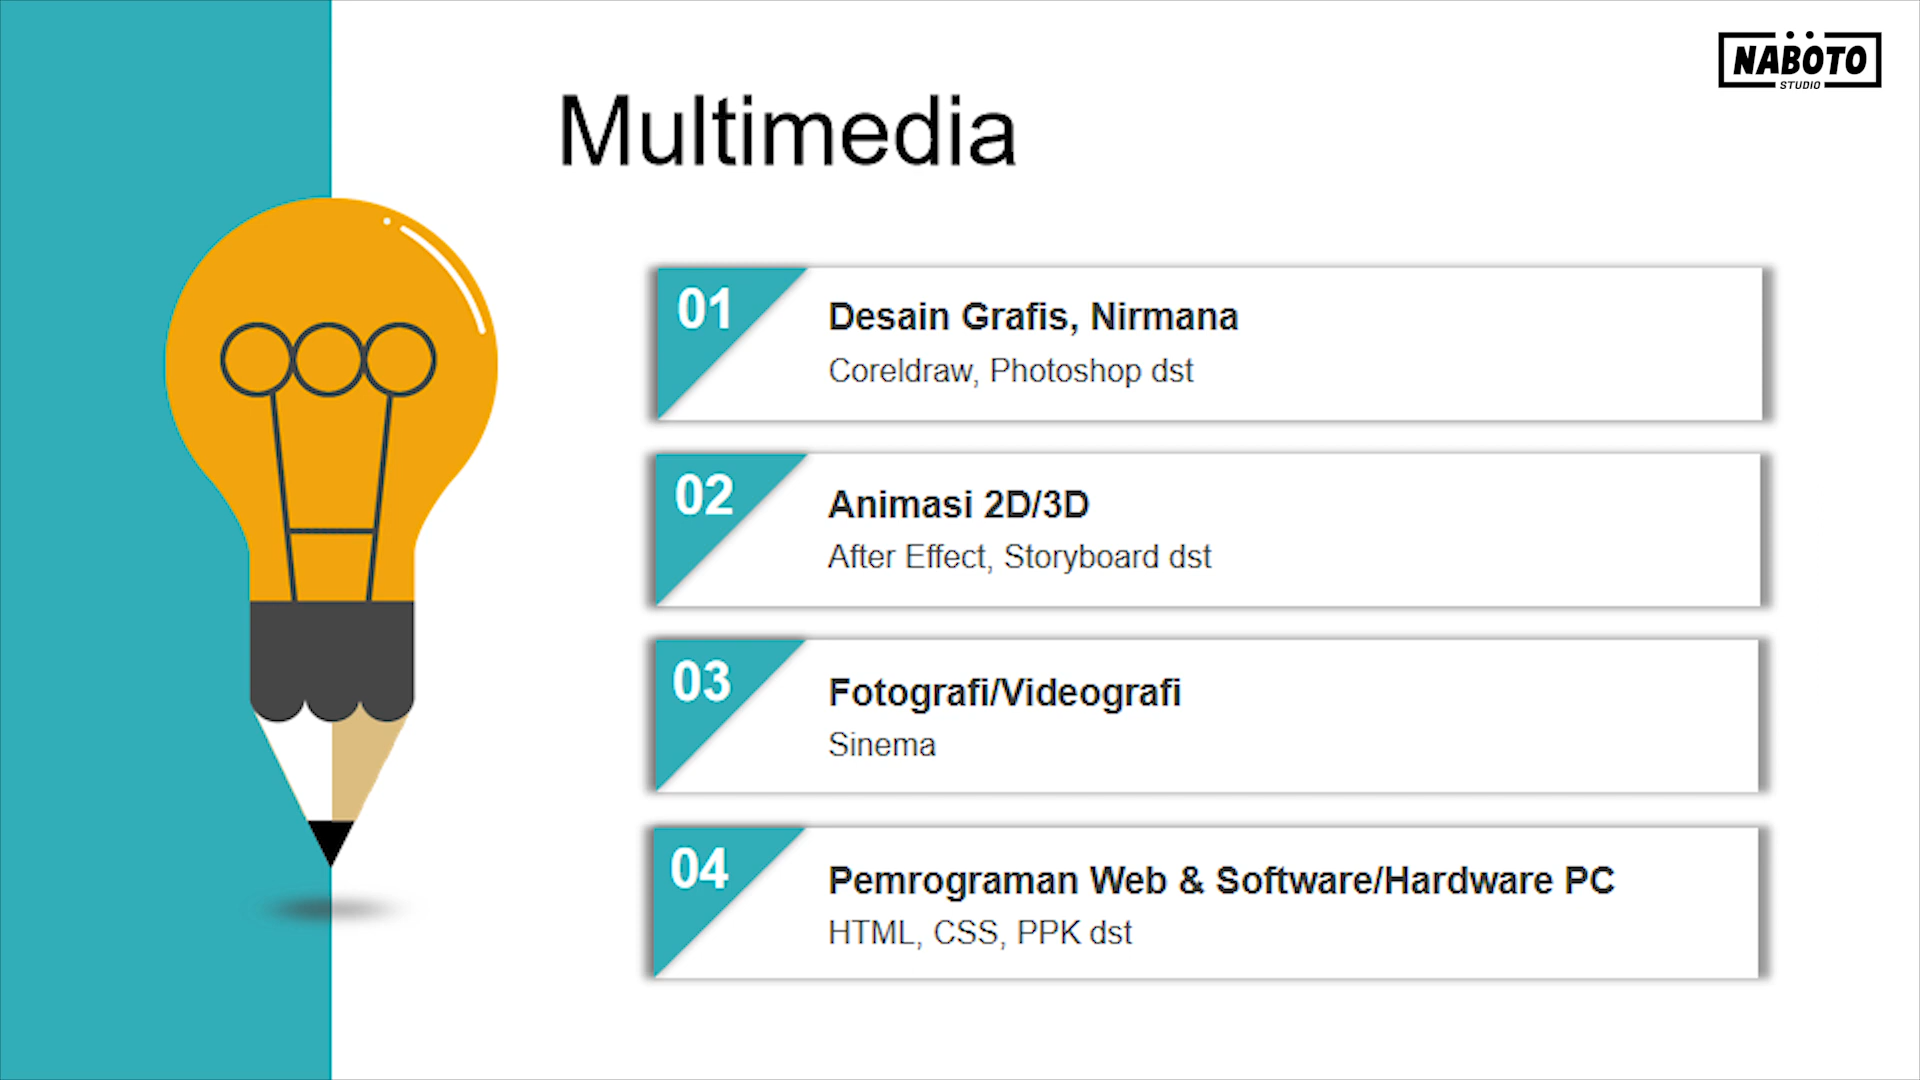 NABOTO
STUDIO
Multimedia
01
Desain Grafis, Nirmana
Coreldraw, Photoshop dst
02
Animasi 2D/3D
After Effect, Storyboard dst
03
Fotografi/Videografi
Sinema
04
Pemrograman Web & Software/Hardware PC
HTML, CSS, PPK dst